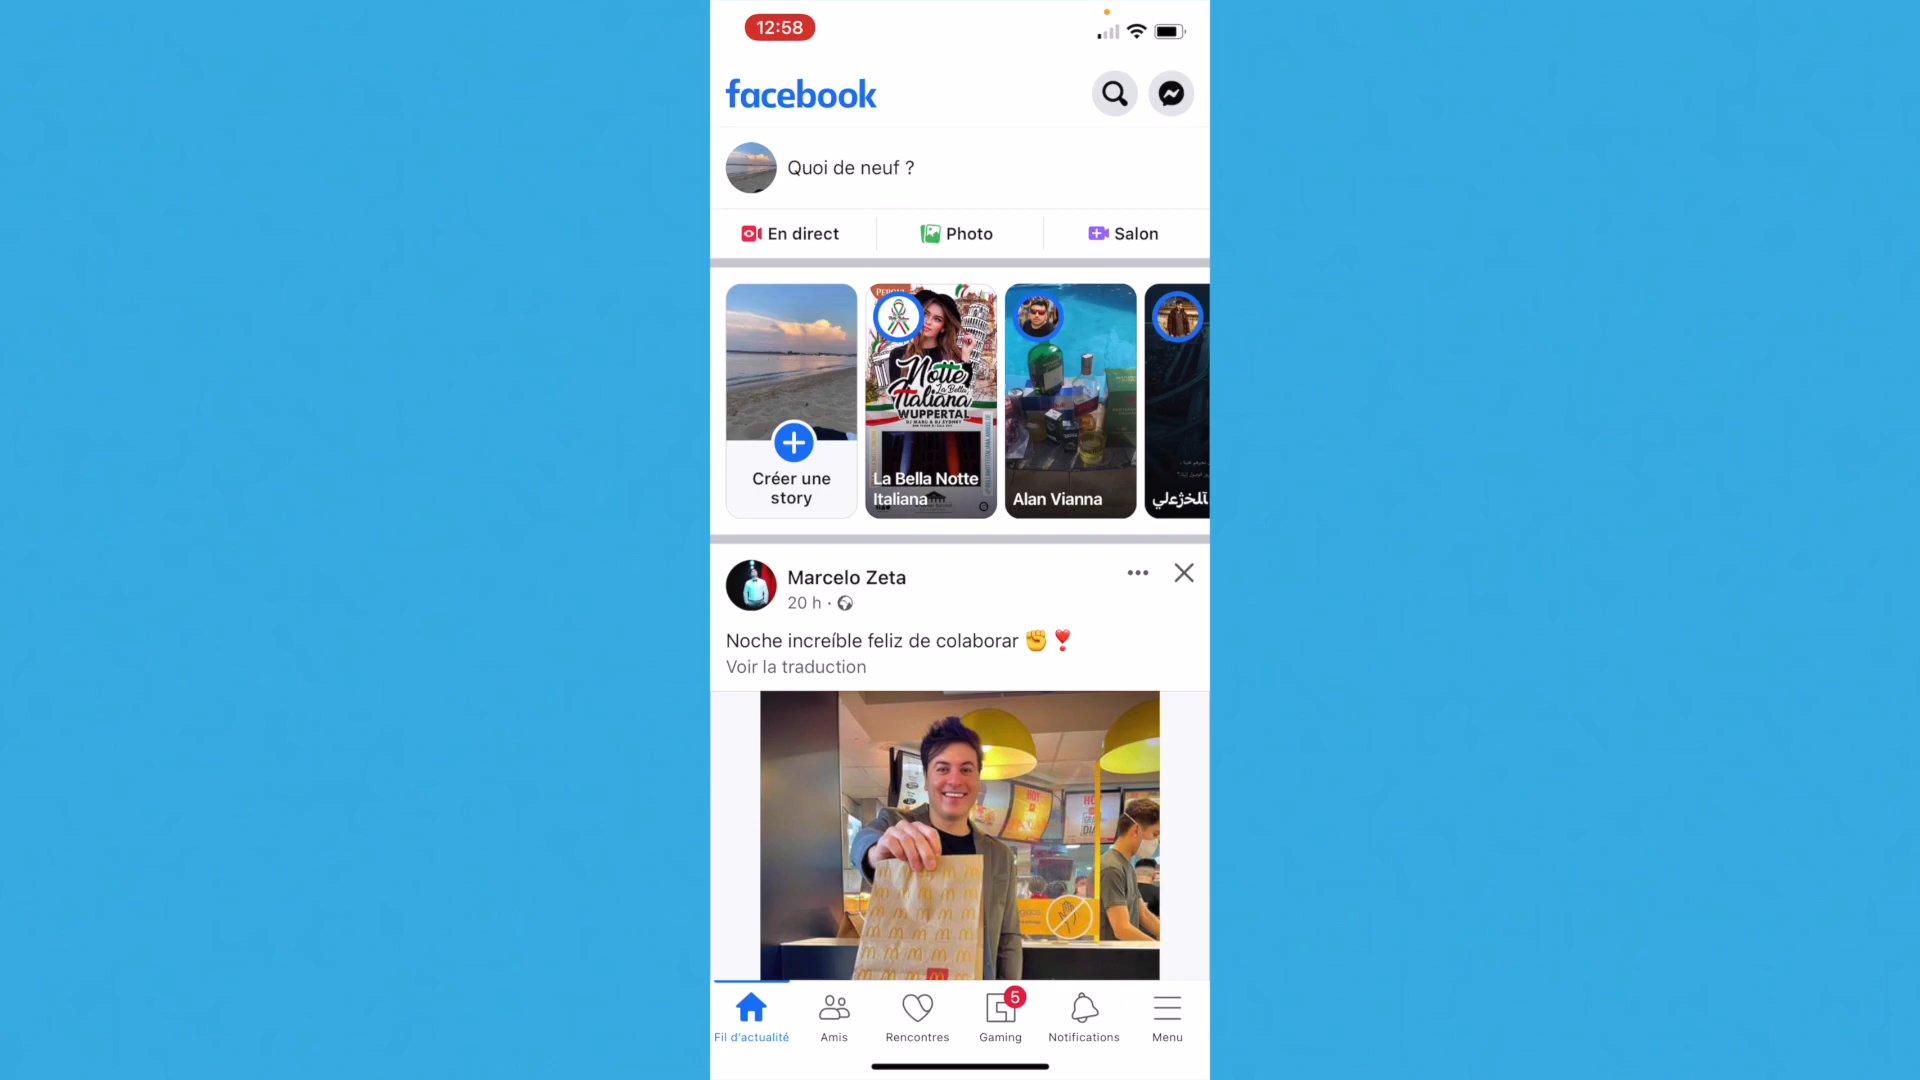 12:58
facebook
Quoi de neuf ?
En direct
Photo
Salon
Notte
La Bella
Italiana
WUPPERTAL
La Bella Notte
Italiana
Créer une
story
Alan Vianna
Marcelo Zeta
20 h ·
Noche increíble feliz de colaborar ✊❣️
Voir la traduction
5
Fil d'actualité
Amis
Rencontres
Gaming
Notifications
Menu